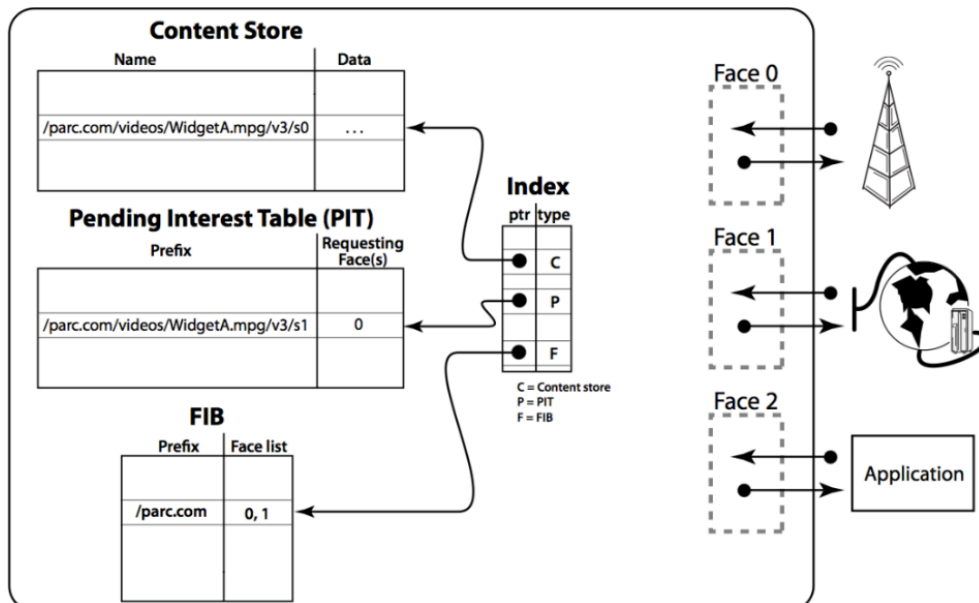 Content Store
Name Data
/parc.com/videos/WidgetA.mpg/v3/s0 ...
Pending Interest Table (PIT)
Prefix Requesting Face(s)
/parc.com/videos/WidgetA.mpg/v3/s1 0
FIB
Prefix Face list
/parc.com 0, 1
Index
ptr type
C
P
F
C = Content store
P = PIT
F = FIB
Face 0
Face 1
Face 2
Application